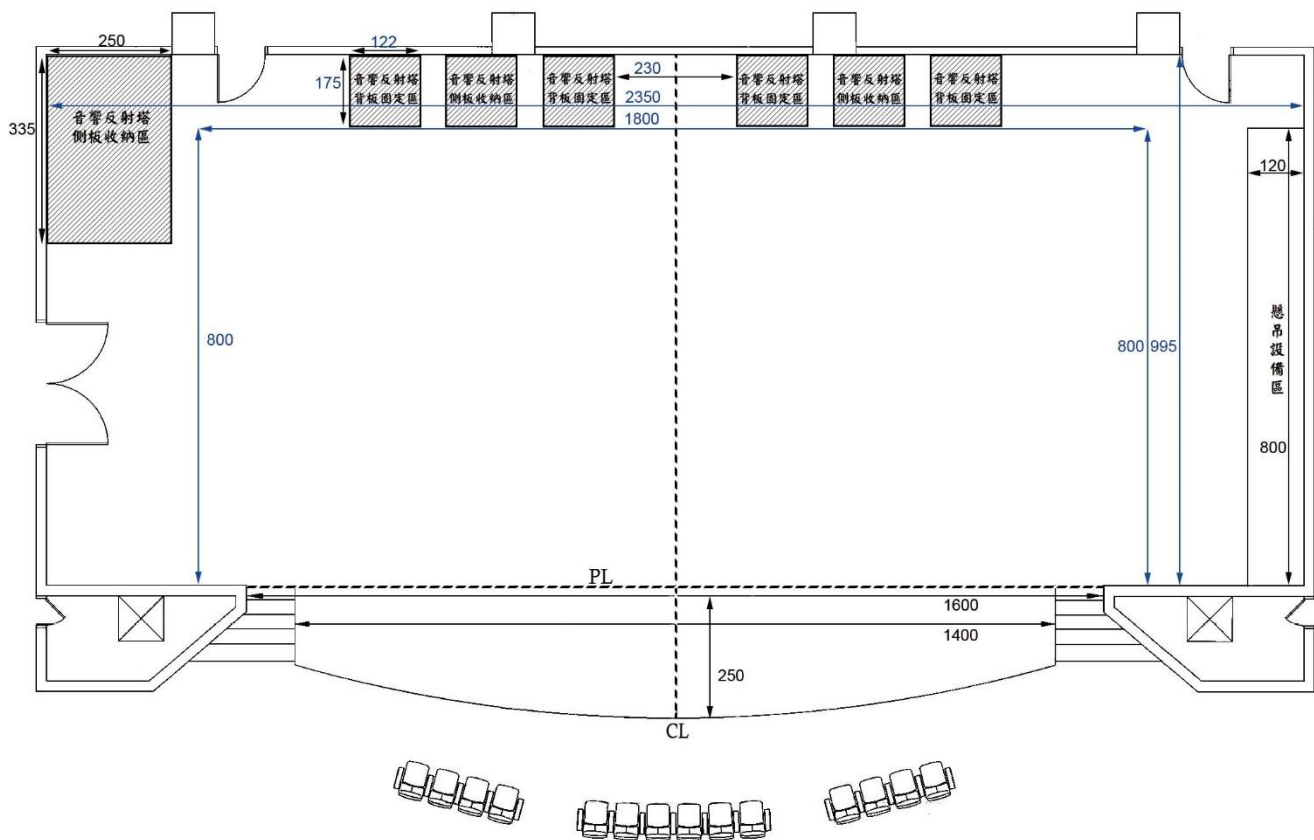 250
122
230
175
2350
1800
335
音響反射塔
側板收納區
音響反射塔
背板固定區
音響反射塔
側板收納區
音響反射塔
背板固定區
音響反射塔
背板固定區
音響反射塔
側板收納區
音響反射塔
背板固定區
120
800
800
995
懸吊設備區
800
PL
1600
1400
250
CL